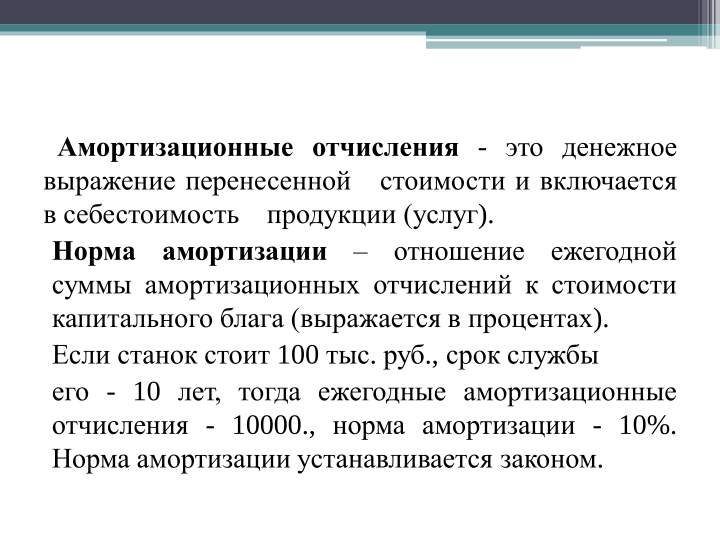 Амортизационные отчисления - это денежное
выражение перенесенной стоимости и включается
в себестоимость продукции (услуг).
Норма амортизации – отношение ежегодной
суммы амортизационных отчислений к стоимости
капитального блага (выражается в процентах).
Если станок стоит 100 тыс. руб., срок службы
его - 10 лет, тогда ежегодные амортизационные
отчисления - 10000., норма амортизации - 10%.
Норма амортизации устанавливается законом.